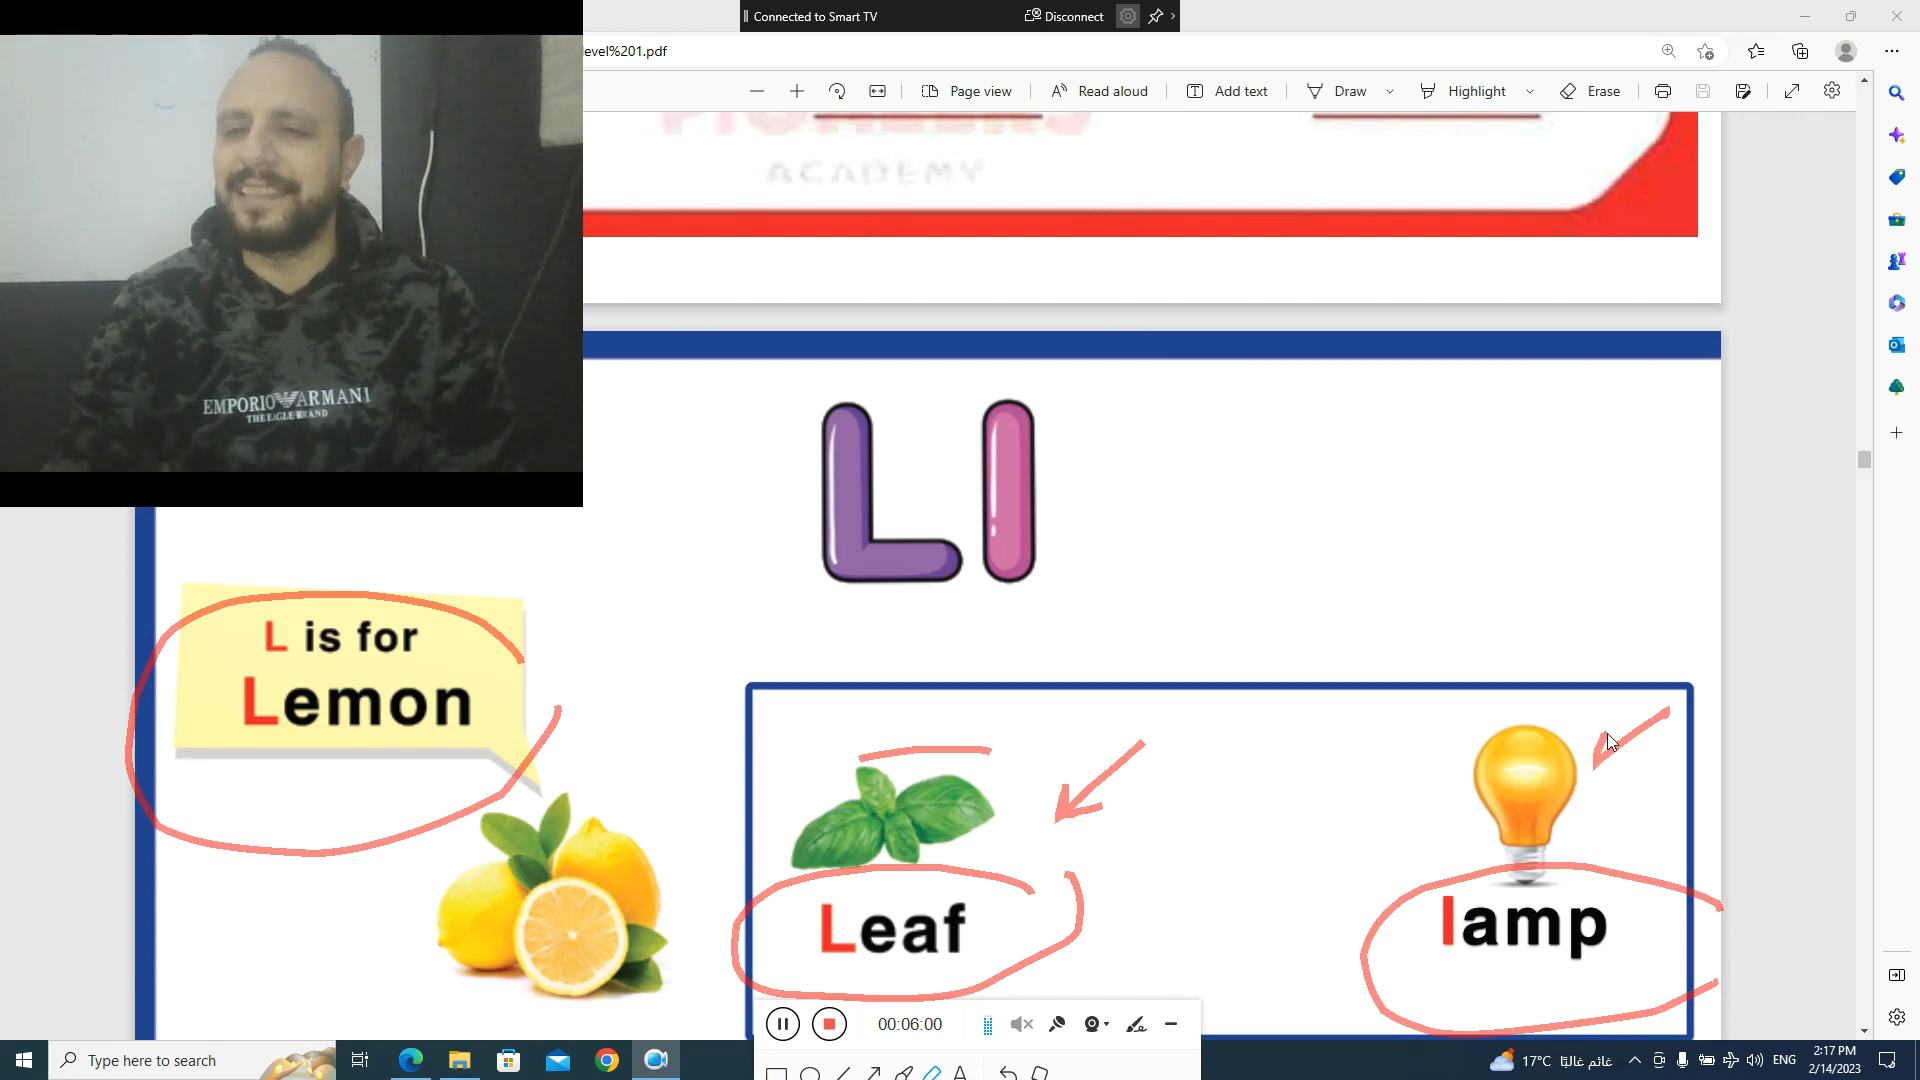 Connected to Smart TV
Disconnect
evel%201.pdf
Page view
Read aloud
Add text
Draw
Highlight
Erase
PIONEERS
ACADEMY
EMPORIO ARMANI
THE EAGLE BRAND
Ll
L is for
Lemon
Leaf
lamp
00:06:00
Type here to search
17°C غائم غالبًا
ENG
2:17 PM
2/14/2023